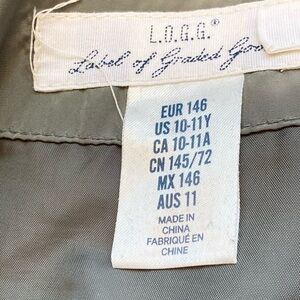 L.O.G.G.®
Label of Graded Goo
EUR 146
US 10-11Y
CA 10-11A
CN 145/72
MX 146
AUS 11
MADE IN
CHINA
FABRIQUÉ EN
CHINE